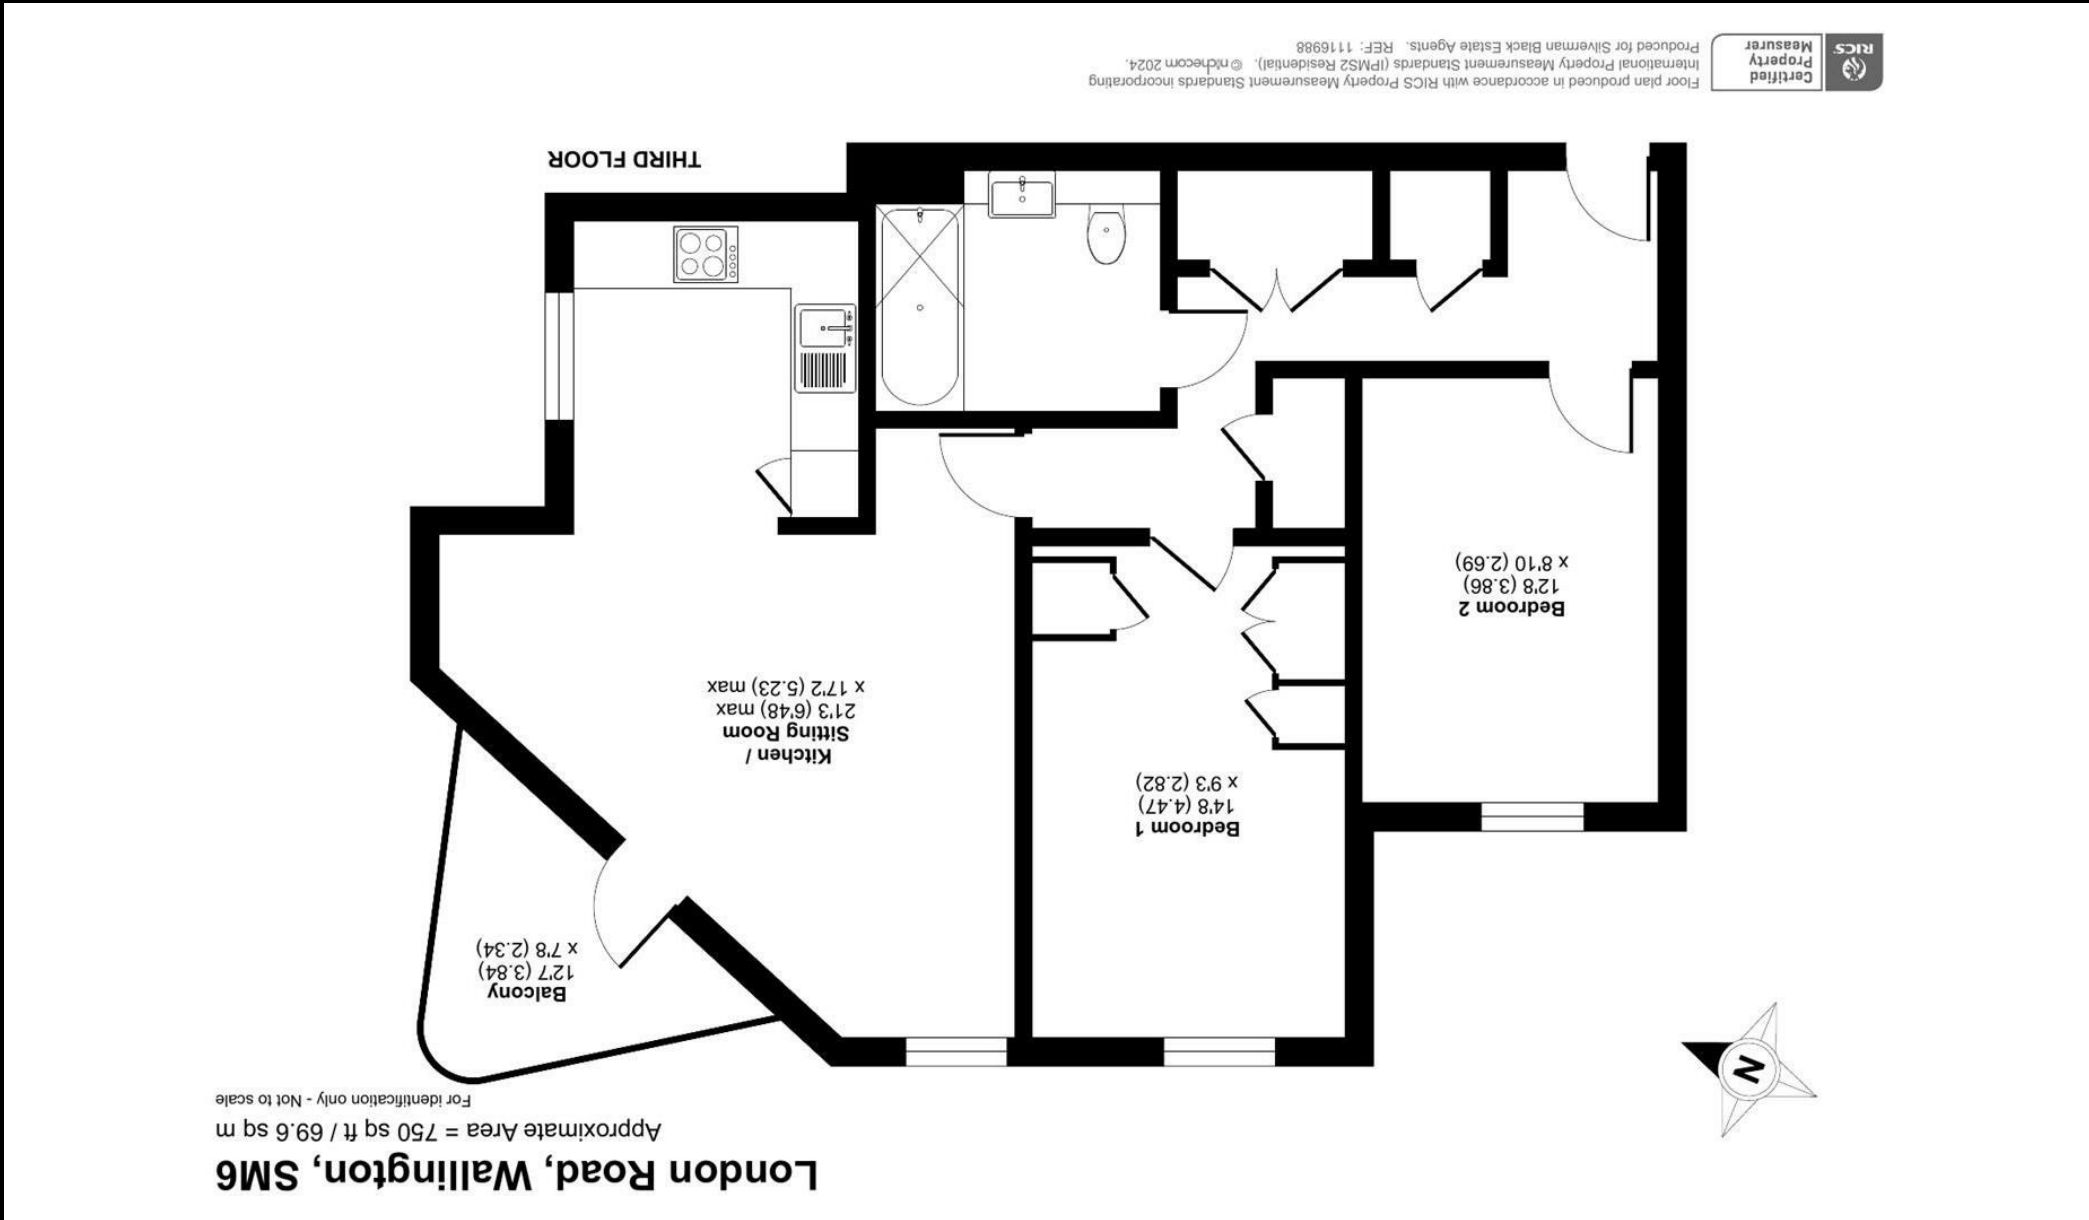 London Road, Wallington, SM6
Approximate Area = 750 sq ft / 69.6 sq m
For identification only - Not to scale
N
Balcony
12'7 (3.84)
x 7'8 (2.34)
Bedroom 1
14'8 (4.47)
x 9'3 (2.82)
Kitchen /
Sitting Room
21'3 (6'48) max
x 17'2 (5.23) max
Bedroom 2
12'8 (3.86)
x 8'10 (2.69)
THIRD FLOOR
RICS
Certified
Property
Measurer
Floor plan produced in accordance with RICS Property Measurement Standards incorporating
International Property Measurement Standards (IPMS2 Residential). ©nichecom 2024.
Produced for Silverman Black Estate Agents. REF: 1116988